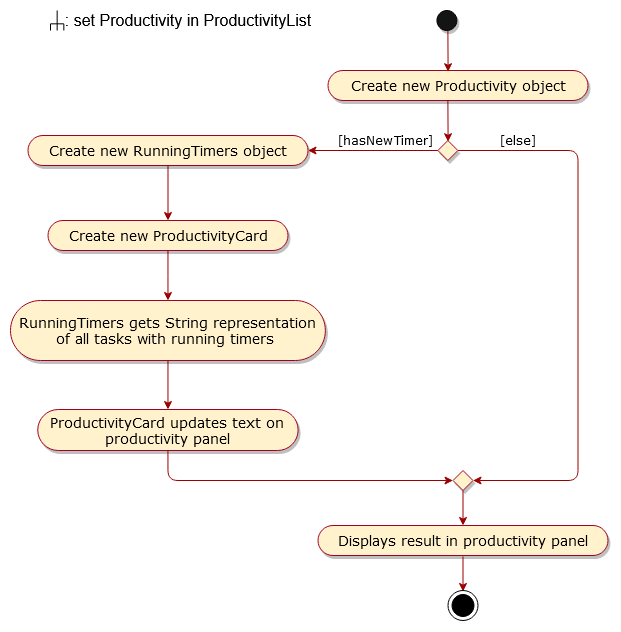 : set Productivity in ProductivityList
Create new Productivity object
[hasNewTimer]
[else]
Create new RunningTimers object
Create new ProductivityCard
RunningTimers gets String representation
of all tasks with running timers
ProductivityCard updates text on
productivity panel
Displays result in productivity panel